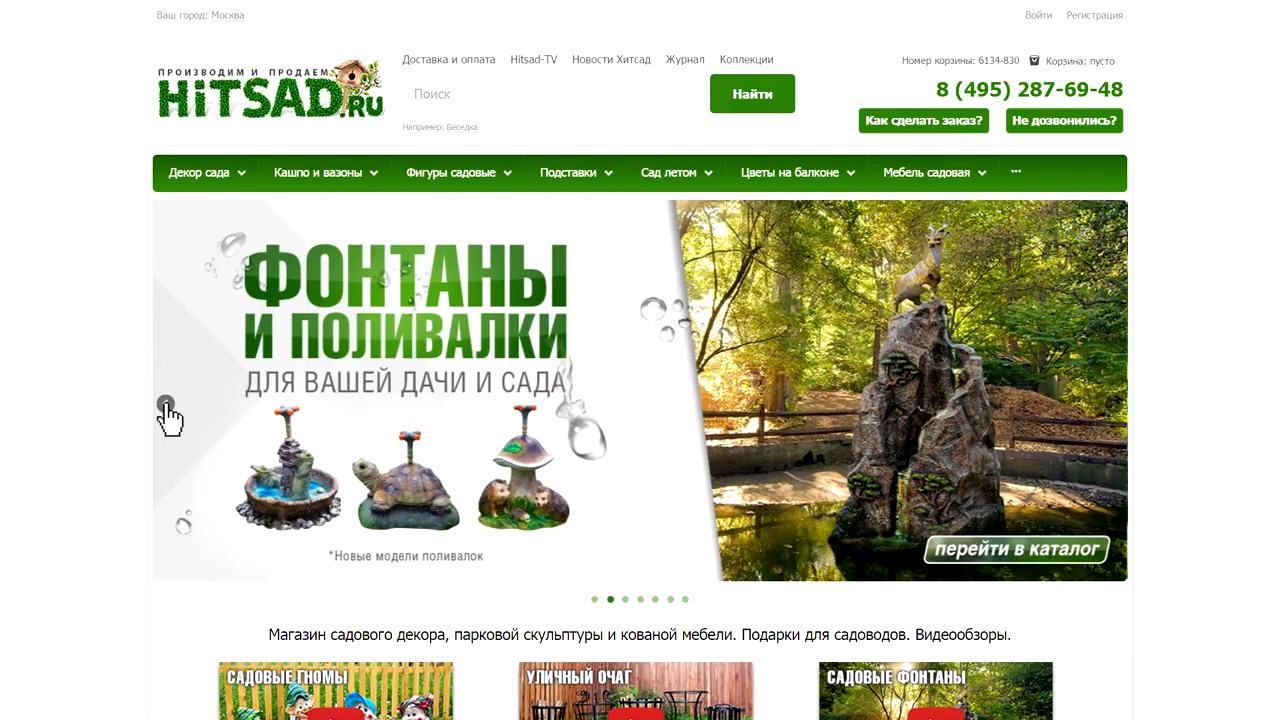 Ваш город: Москва
Войти Регистрация
ПРОИЗВОДИМ И ПРОДАЕМ
HiTSAD.RU
Доставка и оплата Hitsad-TV Новости Хитсад Журнал Коллекции
Номер корзины: 6134-830 Корзина: пусто
Поиск Найти
8 (495) 287-69-48
Как сделать заказ? Не дозвонились?
Например: Беседка
Декор сада Кашпо и вазоны Фигуры садовые Подставки Сад летом Цветы на балконе Мебель садовая ...
ФОНТАНЫ
И ПОЛИВАЛКИ
ДЛЯ ВАШЕЙ ДАЧИ И САДА
*Новые модели поливалок
перейти в каталог
Магазин садового декора, парковой скульптуры и кованой мебели. Подарки для садоводов. Видеообзоры.
САДОВЫЕ ГНОМЫ УЛИЧНЫЙ ОЧАГ САДОВЫЕ ФОНТАНЫ